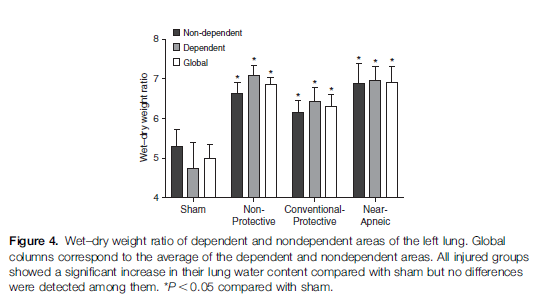 Non-dependent
Dependent
Global
Wet–dry weight ratio
8
7
6
5
4
* * * * * * * * *
Sham
Non-
Protective
Conventional-
Protective
Near-
Apneic
Figure 4. Wet–dry weight ratio of dependent and nondependent areas of the left lung. Global
columns correspond to the average of the dependent and nondependent areas. All injured groups
showed a significant increase in their lung water content compared with sham but no differences
were detected among them. *P < 0.05 compared with sham.